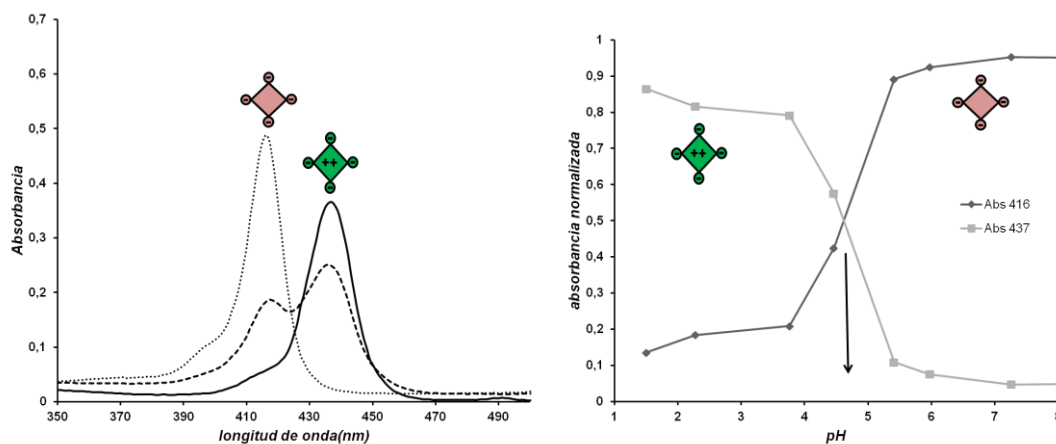 0,7
0,6
0,5
0,4
0,3
0,2
0,1
0
Absorbancia
350 370 390 410 430 450 470 490
longitud de onda(nm)
++
1
0,9
0,8
0,7
0,6
0,5
0,4
0,3
0,2
0,1
0
absorbancia normalizada
1 2 3 4 5 6 7 8
pH
++
Abs 416
Abs 437